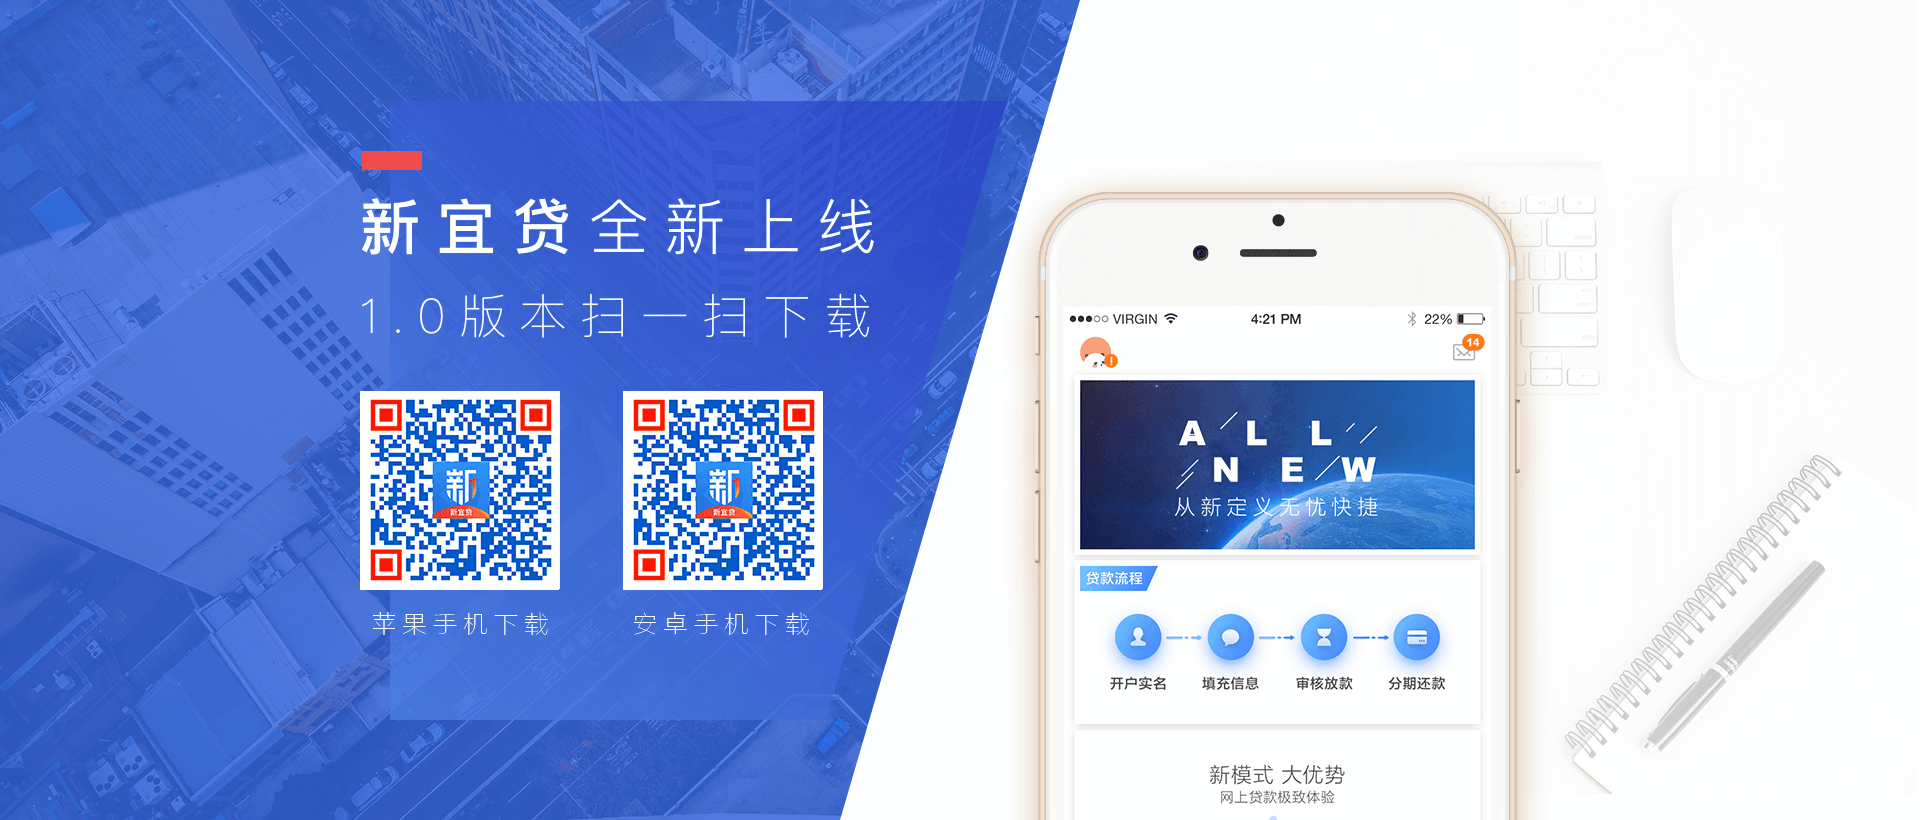 新宜贷全新上线
1.0版本扫一扫下载
新
新宜贷
新
新宜贷
苹果手机下载
安卓手机下载
VIRGIN
4:21 PM
22%
14
ALL
NEW
从新定义无忧快捷
贷款流程
开户实名
填充信息
审核放款
分期还款
新模式 大优势
网上贷款极致体验